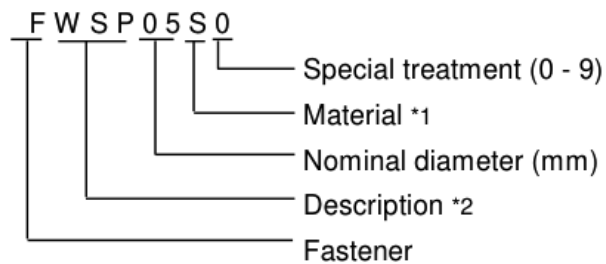 F W S P 0 5 S 0
Special treatment (0 - 9)
Material *1
Nominal diameter (mm)
Description *2
Fastener